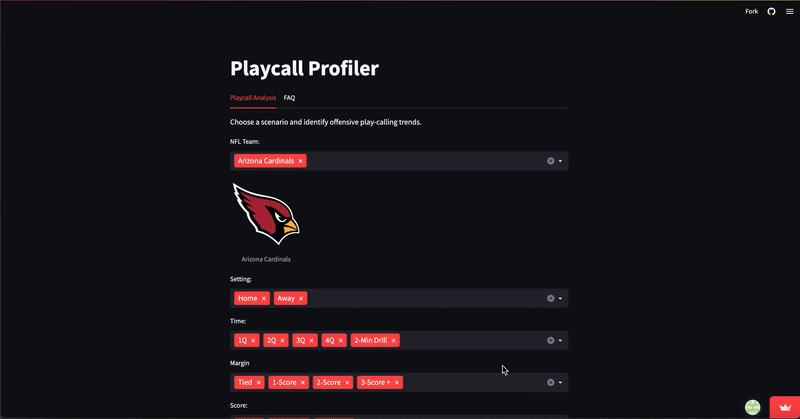 Fork
Playcall Profiler
Playcall Analysis FAQ
Choose a scenario and identify offensive play-calling trends.
NFL Team:
Arizona Cardinals ×
Arizona Cardinals
Setting:
Home × Away ×
Time:
1Q × 2Q × 3Q × 4Q × 2-Min Drill ×
Margin
Tied × 1-Score × 2-Score × 3-Score + ×
Score: